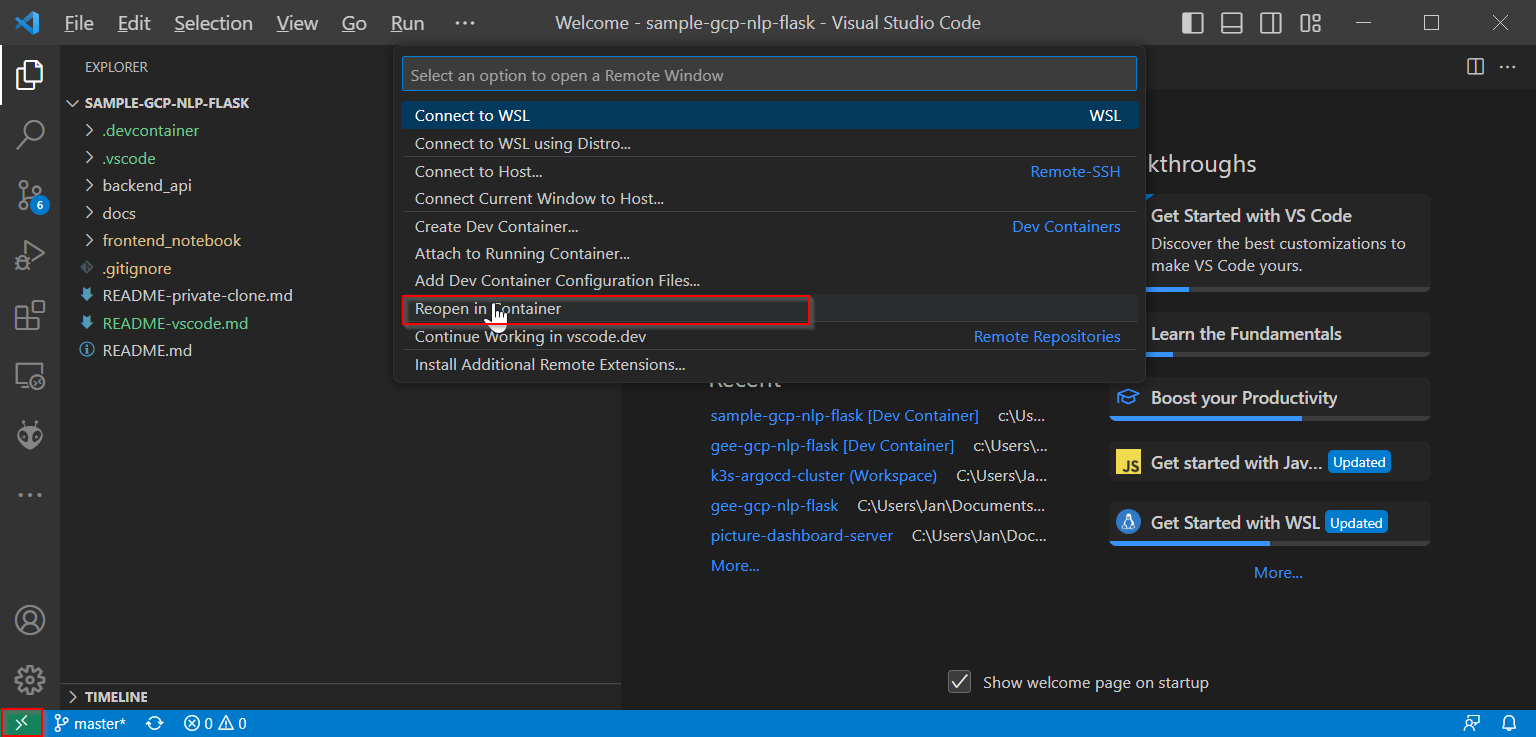 File Edit Selection View Go Run ··· Welcome - sample-gcp-nlp-flask - Visual Studio Code
EXPLORER
SAMPLE-GCP-NLP-FLASK
.devcontainer
.vscode
6
backend_api
docs
frontend_notebook
.gitignore
README-private-clone.md
README-vscode.md
README.md
TIMELINE
Select an option to open a Remote Window
Connect to WSL WSL
Connect to WSL using Distro...
Connect to Host... Remote-SSH
Connect Current Window to Host...
Create Dev Container... Dev Containers
Attach to Running Container...
Add Dev Container Configuration Files...
Reopen in Container
Continue Working in vscode.dev Remote Repositories
Install Additional Remote Extensions...
Recent
sample-gcp-nlp-flask [Dev Container] c:\Us...
gee-gcp-nlp-flask [Dev Container] c:\Users\...
k3s-argocd-cluster (Workspace) C:\Users\Ja...
gee-gcp-nlp-flask C:\Users\Jan\Documents...
picture-dashboard-server C:\Users\Jan\Doc...
More...
kthroughs
Get Started with VS Code
Discover the best customizations to
make VS Code yours.
Learn the Fundamentals
Boost your Productivity
JS Get started with Jav... Updated
Get Started with WSL Updated
More...
Show welcome page on startup
master* 0 0